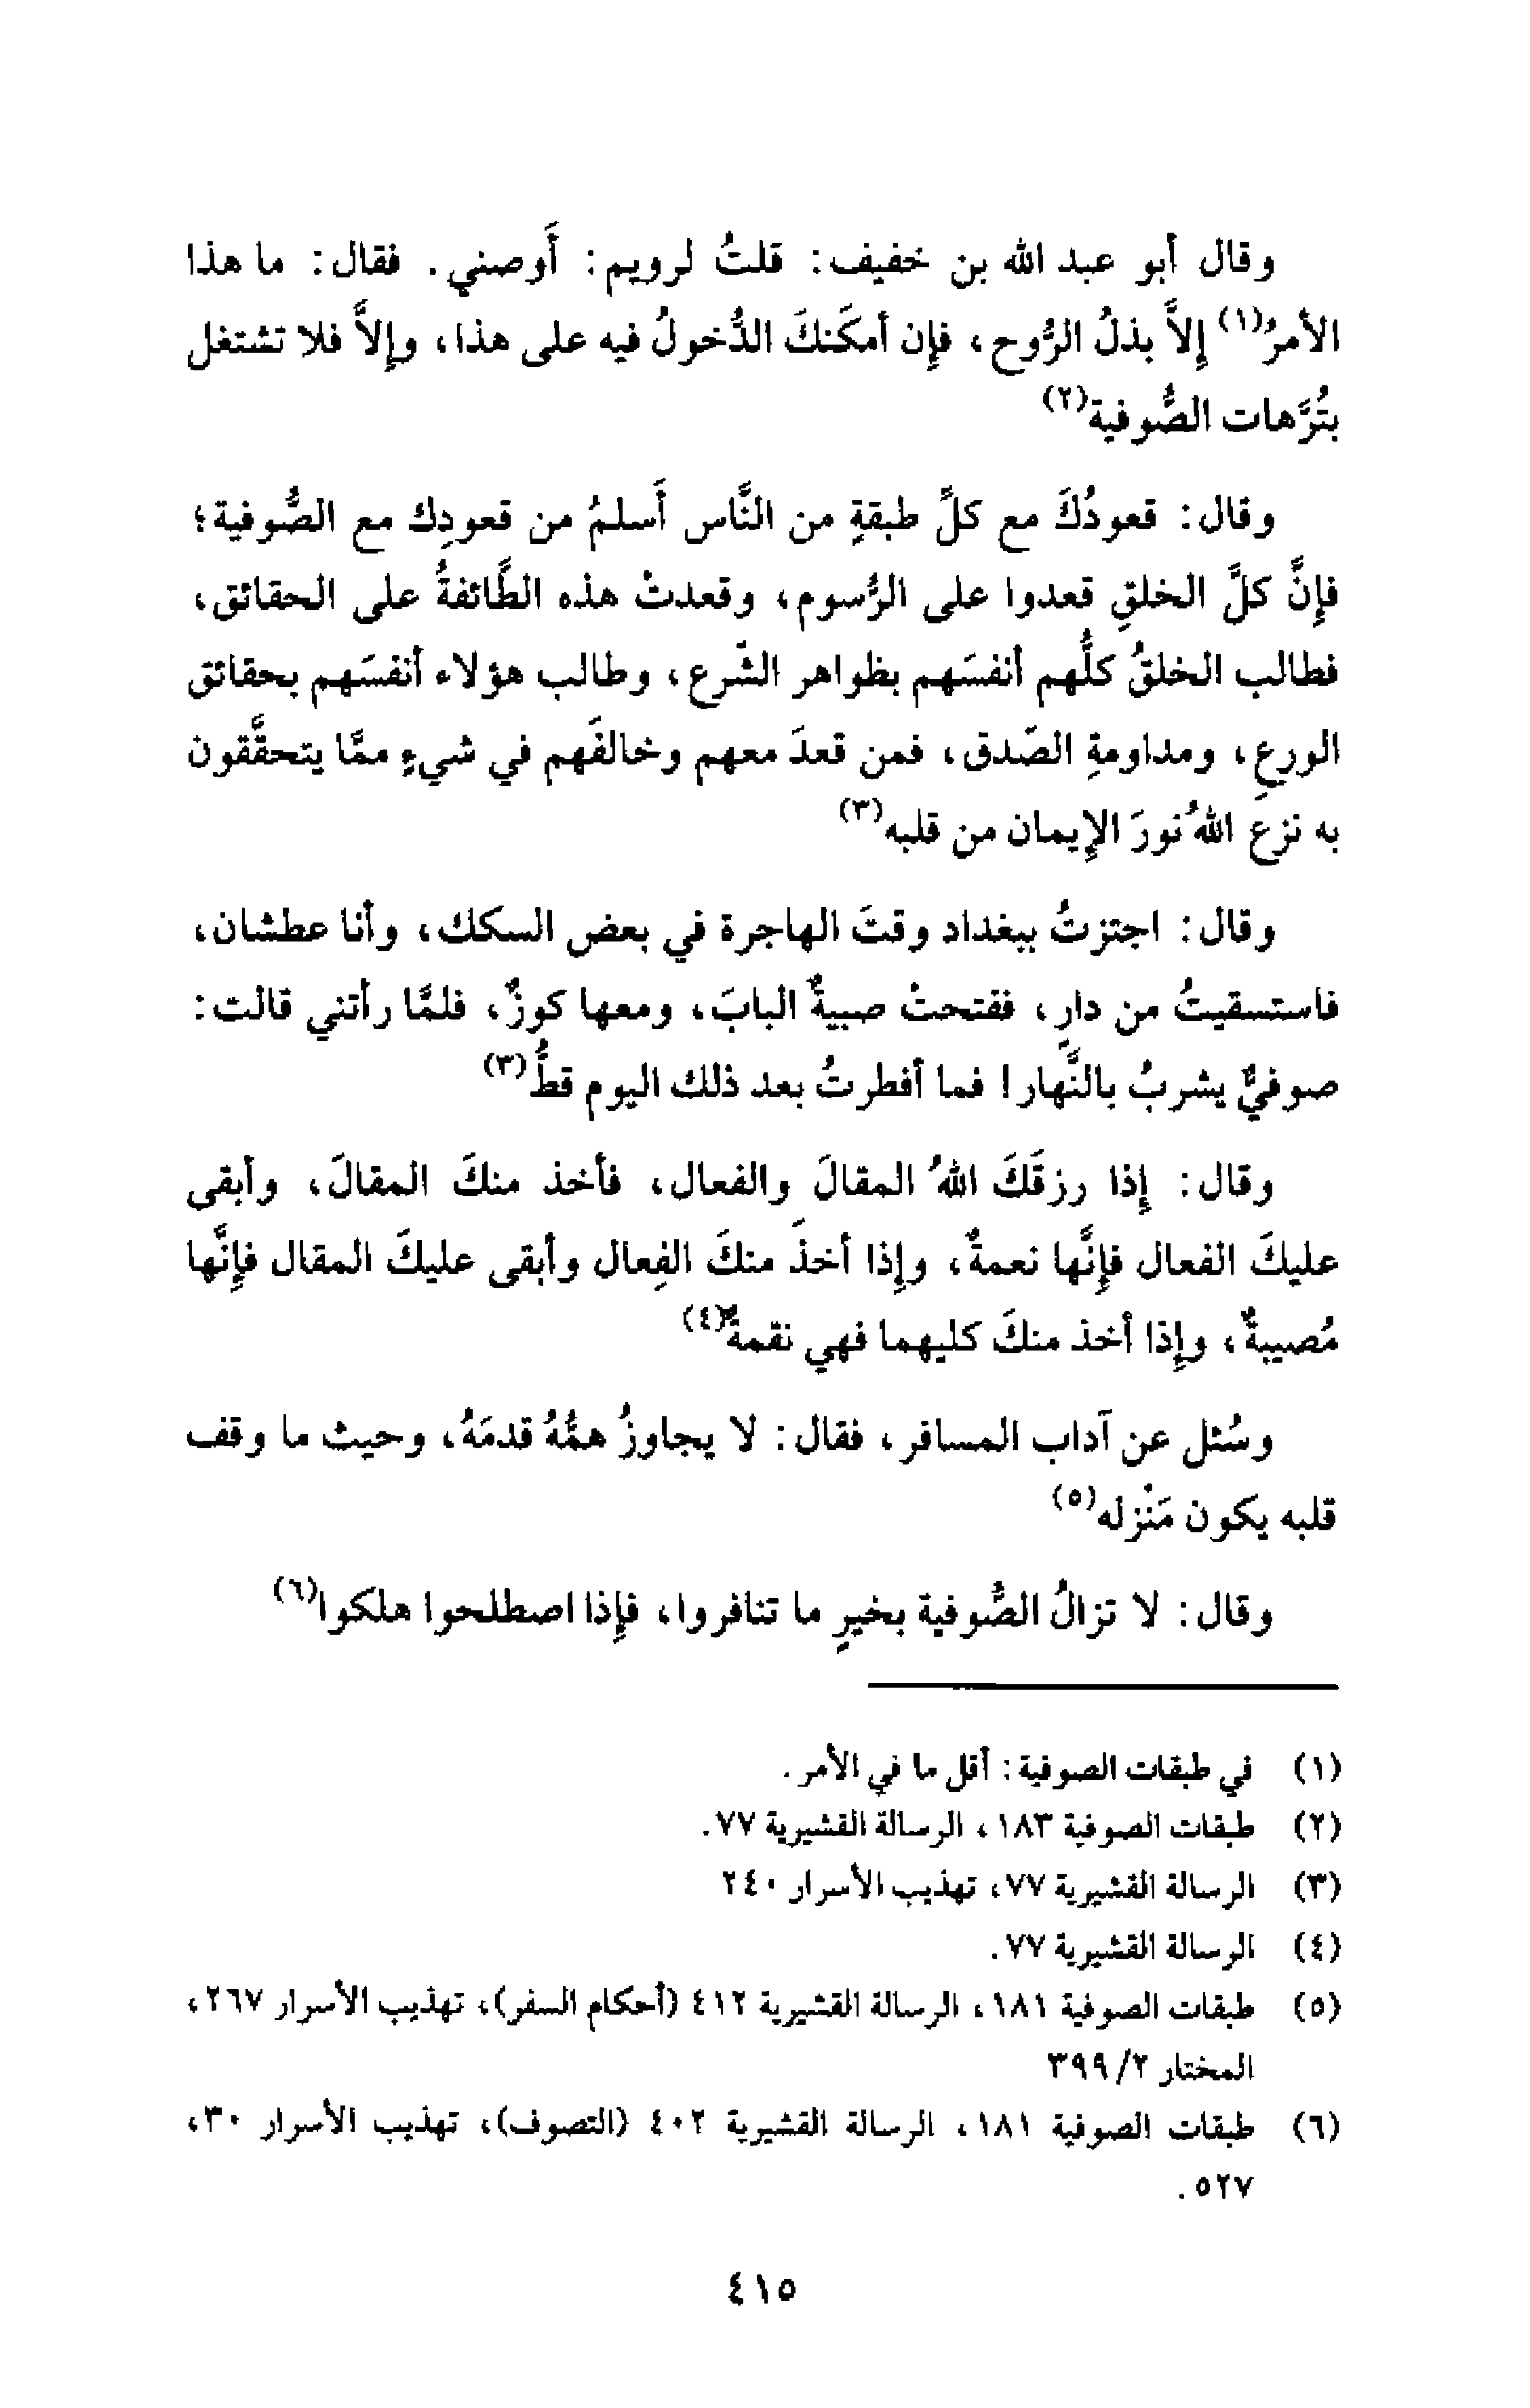 وقال أبو عبد الله بن خفيف: قلتُ لرويم: أَوصني. فقال: ما هذا
الأمرُ(١) إلاَّ بذلُ الرُّوح، فإن أمكَنكَ الدُّخولُ فيه على هذا، وإلاَّ فلا تشتغل
بتُرَّهات الصُّوفية(٢)
وقال: قعودُكَ مع كلِّ طبقةٍ من النَّاس أَسلمُ من قعودِك مع الصُّوفية؛
فإنَّ كلَّ الخلقِ قعدوا على الرُّسوم، وقعدتْ هذه الطَّائفةُ على الحقائق،
فطالب الخلقُ كلُّهم أنفسَهم بظواهر الشَّرع، وطالب هؤلاء أنفسَهم بحقائق
الورعِ، ومداومةِ الصِّدق، فمن قعدَ معهم وخالفَهم في شيءٍ ممَّا يتحقَّقون
به نزعَ اللهُ نورَ الإيمان من قلبه(٣)
وقال: اجتزتُ ببغداد وقتَ الهاجرة في بعض السكك، وأنا عطشان،
فاستسقيتُ من دارٍ، ففتحتْ صبيةٌ البابَ، ومعها كوزٌ، فلمَّا رأتني قالت:
صوفيٌّ يشربُ بالنَّهار! فما أفطرتُ بعد ذلك اليوم قطُّ(٣)
وقال: إذا رزقَكَ اللهُ المقالَ والفعال، فأخذ منكَ المقالَ، وأبقى
عليكَ الفعال فإنَّها نعمةٌ، وإذا أخذَ منكَ الفِعال وأبقى عليكَ المقال فإنَّها
مُصيبةٌ، وإذا أخذ منكَ كليهما فهي نقمةٌ(٤)
وسُئل عن آداب المسافر، فقال: لا يجاوزُ همُّهُ قدمَهُ، وحيث ما وقف
قلبه يكون مَنْزله(٥)
وقال: لا تزالُ الصُّوفية بخيرٍ ما تنافروا، فإذا اصطلحوا هلكوا(٦)
(١) في طبقات الصوفية: أقل ما في الأمر.
(٢) طبقات الصوفية ١٨٣، الرسالة القشيرية ٧٧.
(٣) الرسالة القشيرية ٧٧، تهذيب الأسرار ٢٤٠
(٤) الرسالة القشيرية ٧٧.
(٥) طبقات الصوفية ١٨١، الرسالة القشيرية ٤١٢ (أحكام السفر)، تهذيب الأسرار ٢٦٧،
المختار ٢/ ٣٩٩
(٦) طبقات الصوفية ١٨١، الرسالة القشيرية ٤٠٢ (التصوف)، تهذيب الأسرار ٣٠،
٥٢٧.
٤١٥